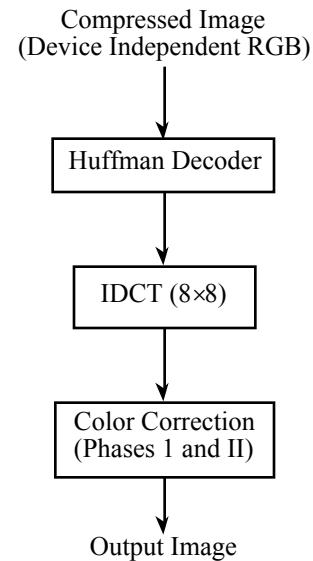 Compressed Image
(Device Independent RGB)
Huffman Decoder
IDCT (8×8)
Color Correction
(Phases 1 and II)
Output Image